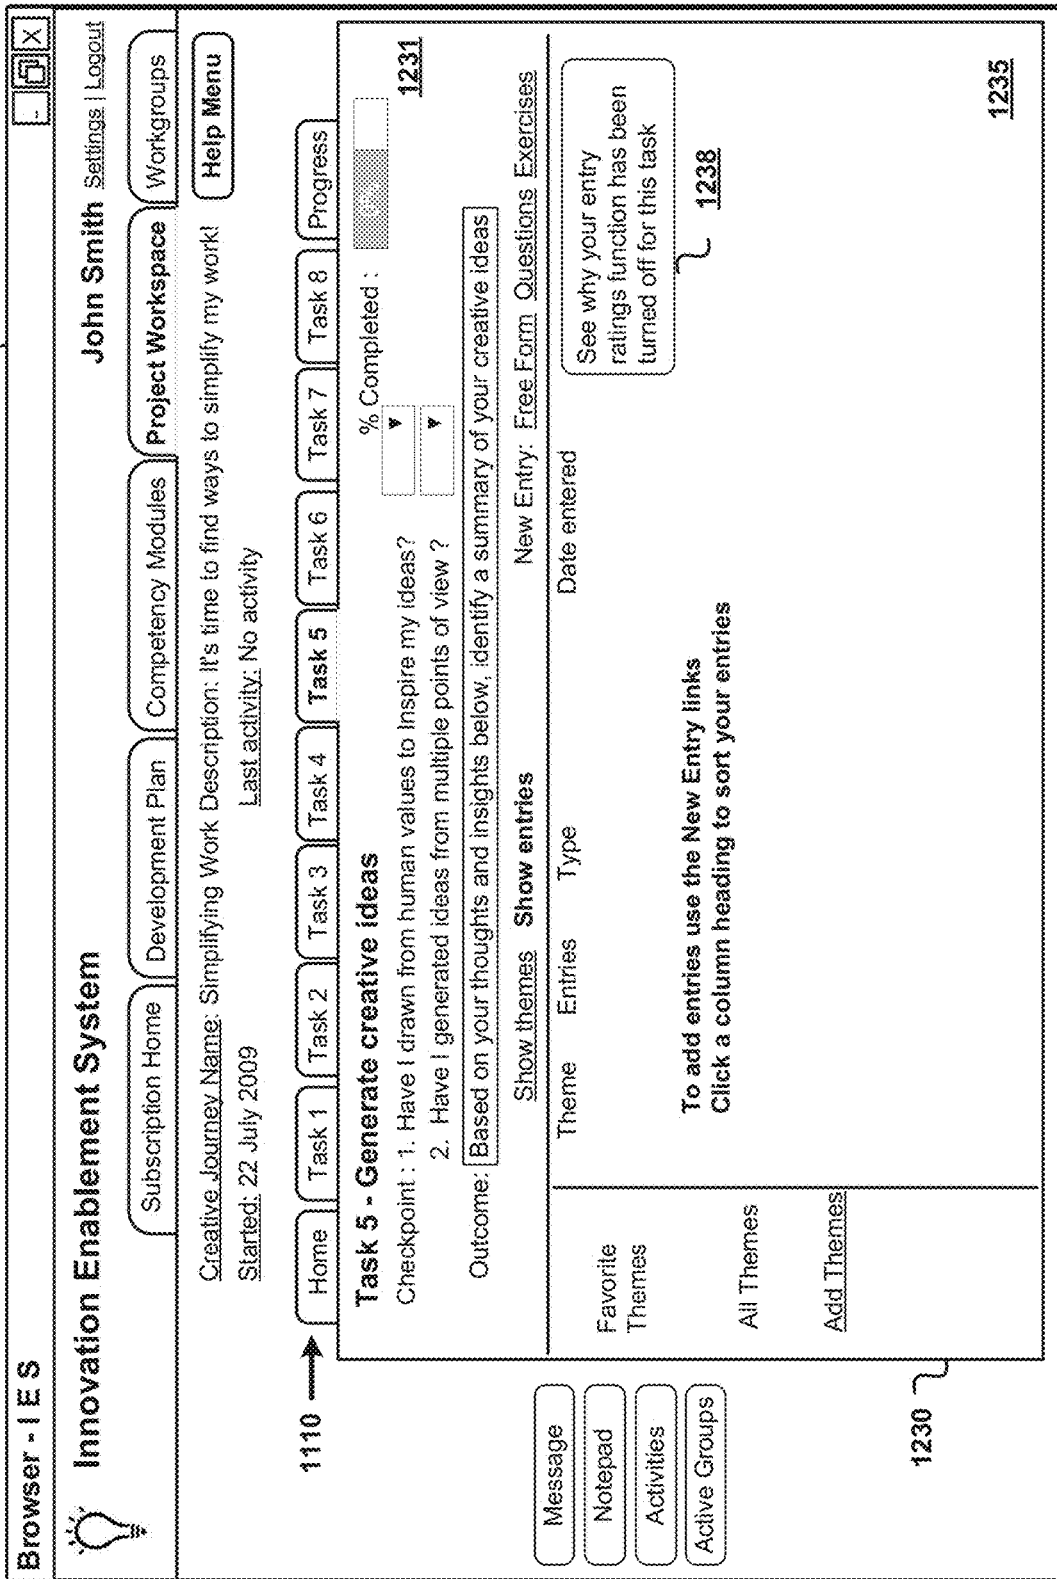 Browser - I E S
- X
Innovation Enablement System
John Smith Settings | Logout
Subscription Home Development Plan Competency Modules Project Workspace Workgroups
Creative Journey Name: Simplifying Work Description: It's time to find ways to simplify my work!
Help Menu
Started: 22 July 2009 Last activity: No activity
1110 Home Task 1 Task 2 Task 3 Task 4 Task 5 Task 6 Task 7 Task 8 Progress
Task 5 - Generate creative ideas % Completed :
Checkpoint : 1. Have I drawn from human values to Inspire my ideas?
1231
2. Have I generated ideas from multiple points of view ?
Outcome: Based on your thoughts and insights below, identify a summary of your creative ideas
Show themes Show entries New Entry: Free Form Questions Exercises
Message
Notepad
Activities
Active Groups
Favorite
Themes
All Themes
Add Themes
Theme Entries Type Date entered
See why your entry
ratings function has been
turned off for this task
1238
To add entries use the New Entry links
Click a column heading to sort your entries
1230
1235